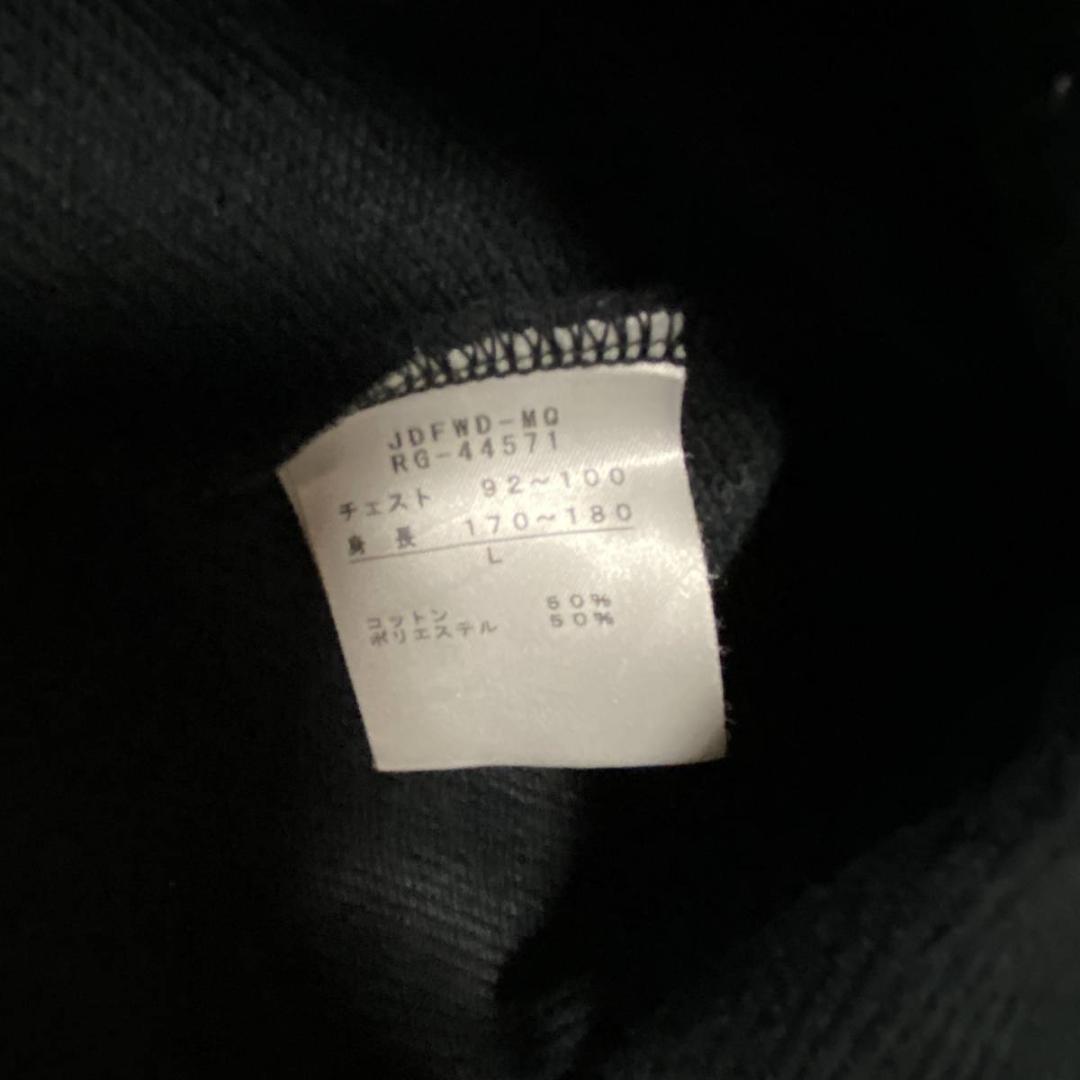 JDFWD-MQ
RG-44571
チェスト 92~100
身長 170~180
L
コットン 50%
ポリエステル 50%